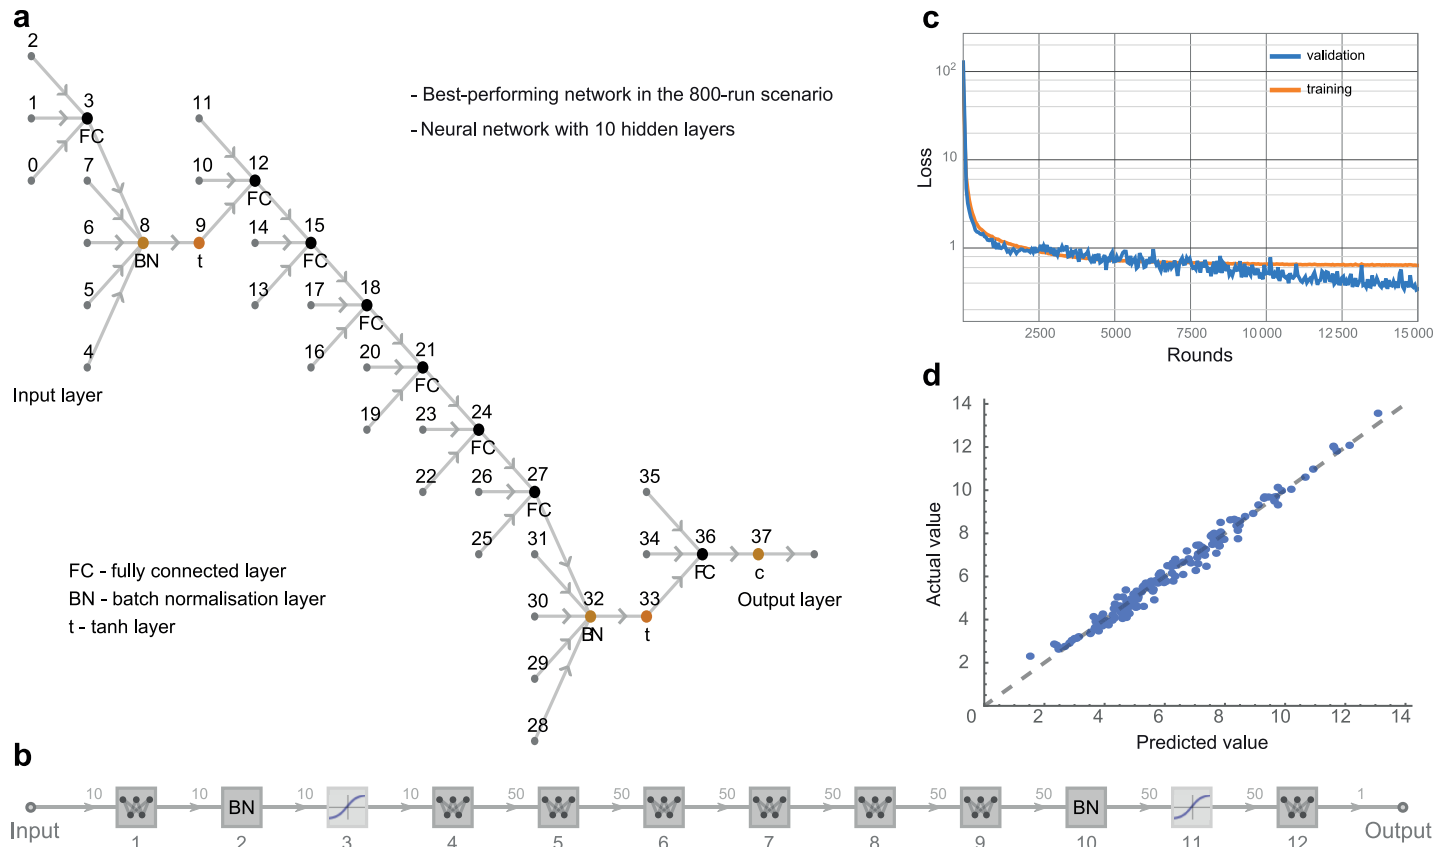 a
2
1
3
FC
0
7
6
5
4
8
BN
9
t
11
10
12
FC
14
13
15
FC
17
16
18
FC
20
19
21
FC
23
22
24
FC
26
25
27
FC
31
30
29
28
32
BN
33
t
35
34
36
FC
37
c
Input layer
Output layer
- Best-performing network in the 800-run scenario
- Neural network with 10 hidden layers
FC - fully connected layer
BN - batch normalisation layer
t - tanh layer
b
10 10 10 10 50 50 50 50 50 50 50 50 1
BN BN
Input 1 2 3 4 5 6 7 8 9 10 11 12 Output
c
validation
training
Loss
10²
10
1
2500 5000 7500 10 000 12 500 15 000
Rounds
d
Actual value
14
12
10
8
6
4
2
0 2 4 6 8 10 12 14
Predicted value